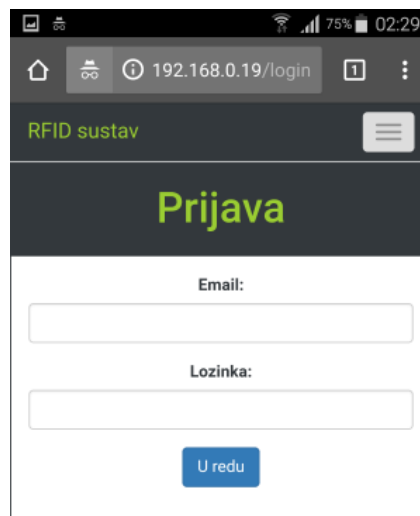 75% 02:29
192.168.0.19/login 1
RFID sustav
Prijava
Email:
Lozinka:
U redu